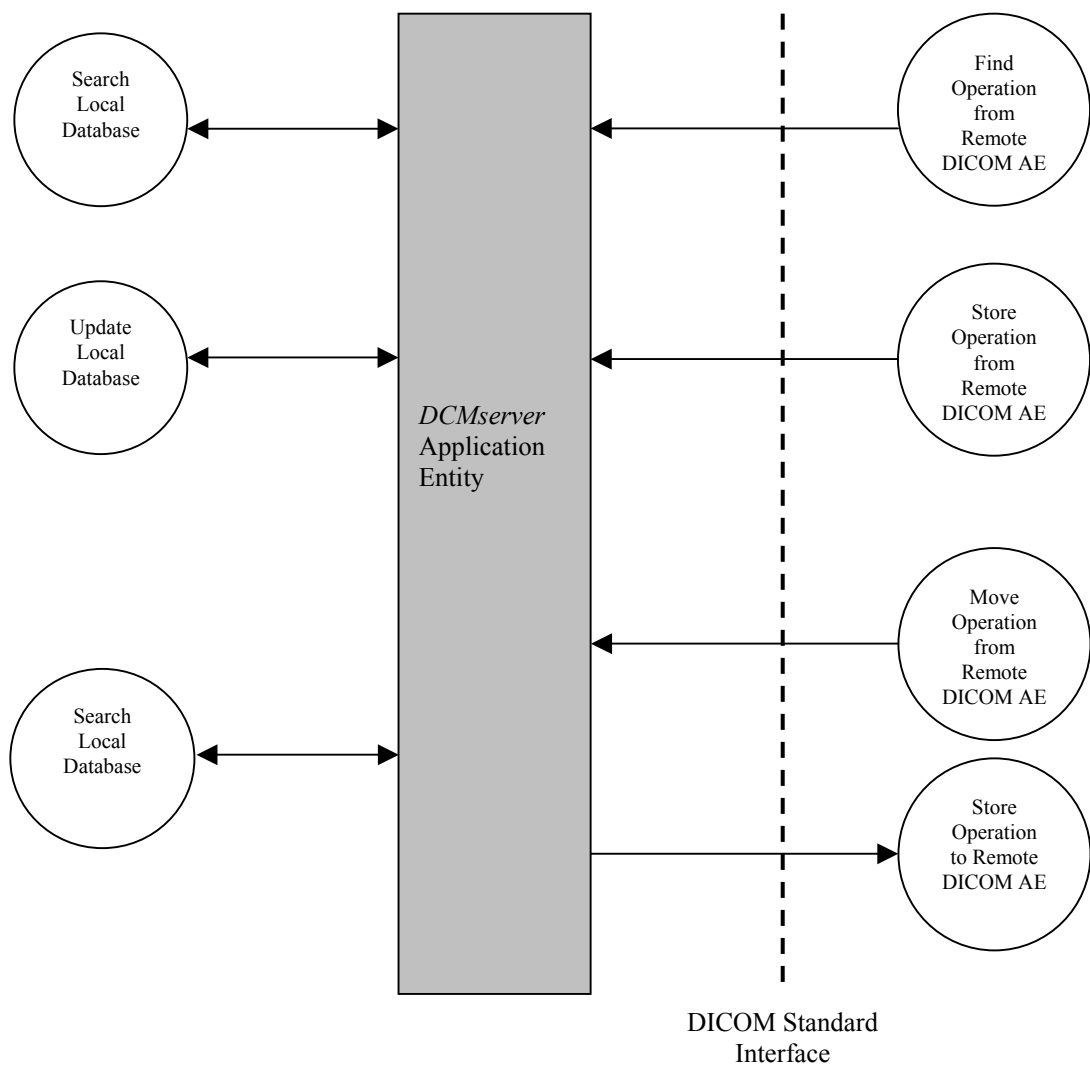 Search
Local
Database
Find
Operation
from
Remote
DICOM AE
Update
Local
Database
Store
Operation
from
Remote
DICOM AE
DCMserver
Application
Entity
Move
Operation
from
Remote
DICOM AE
Search
Local
Database
Store
Operation
to Remote
DICOM AE
DICOM Standard
Interface